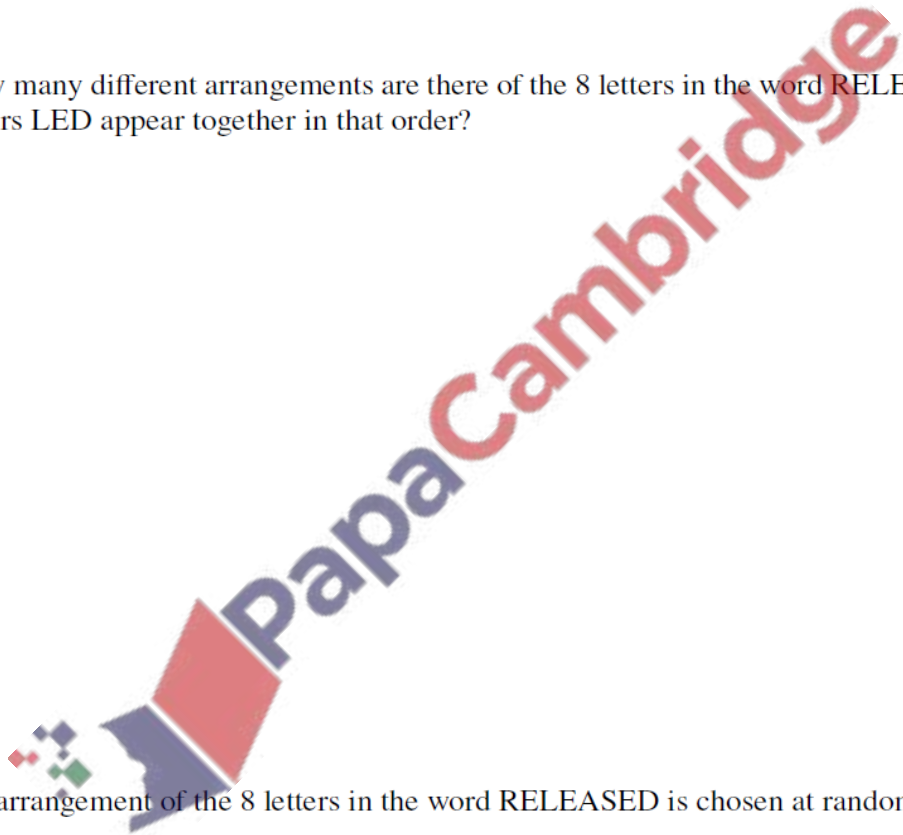 many different arrangements are there of the 8 letters in the word RELE
rs LED appear together in that order?
PapaCambridge
arrangement of the 8 letters in the word RELEASED is chosen at random